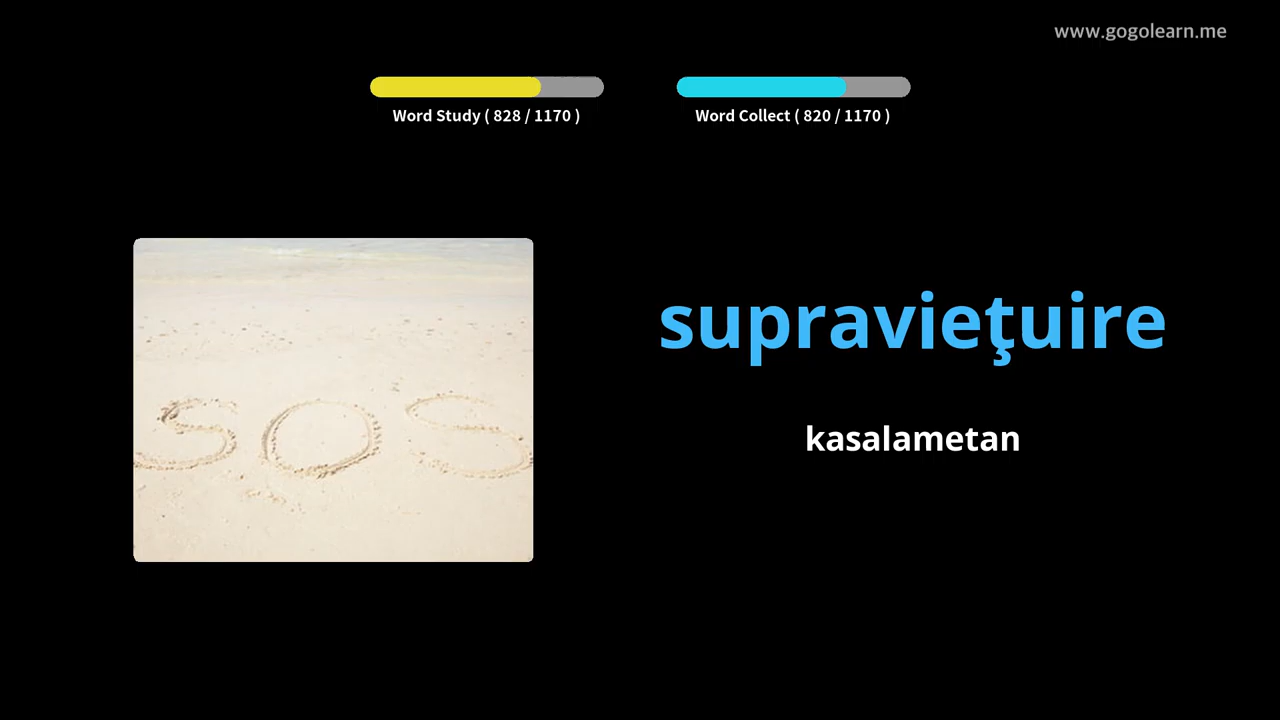 www.gogolearn.me
Word Study ( 828 / 1170 )
Word Collect ( 820 / 1170 )
supravieţuire
kasalametan
SOS